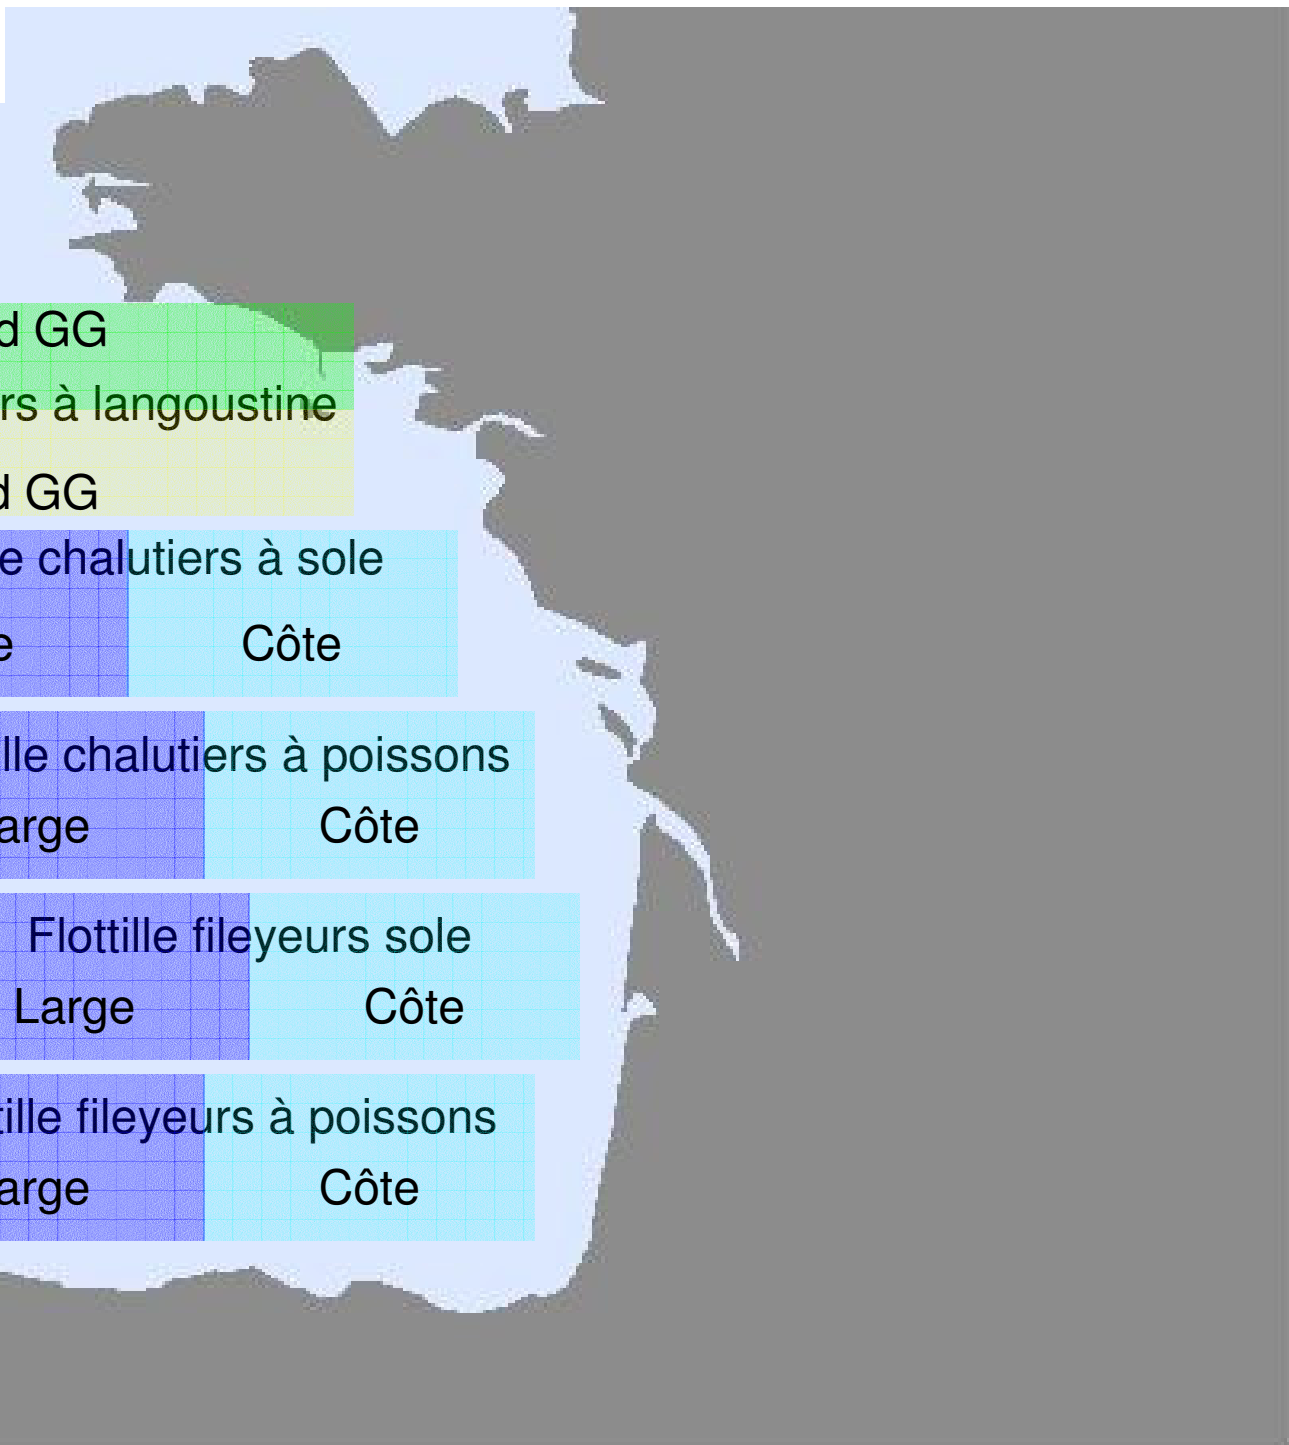 d GG
rs à langoustine
d GG
e chalutiers à sole
e Côte
lle chalutiers à poissons
arge Côte
Flottille fileyeurs sole
Large Côte
tille fileyeurs à poissons
arge Côte